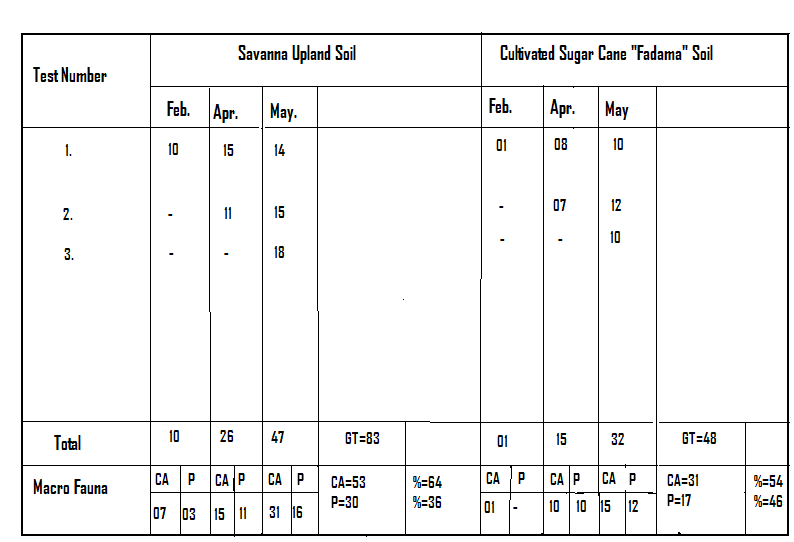 Test Number Savanna Upland Soil Cultivated Sugar Cane "Fadama" Soil
Feb. Apr. May. Feb. Apr. May
1. 10 15 14 01 08 10
2. - 11 15 - 07 12
3. - - 18 - - 10
Total 10 26 47 GT=83 01 15 32 GT=48
Macro Fauna CA P CA P CA P CA=53 %=64 CA P CA P CA P CA=31 %=54
07 03 15 11 31 16 P=30 %=36 01 - 10 10 15 12 P=17 %=46